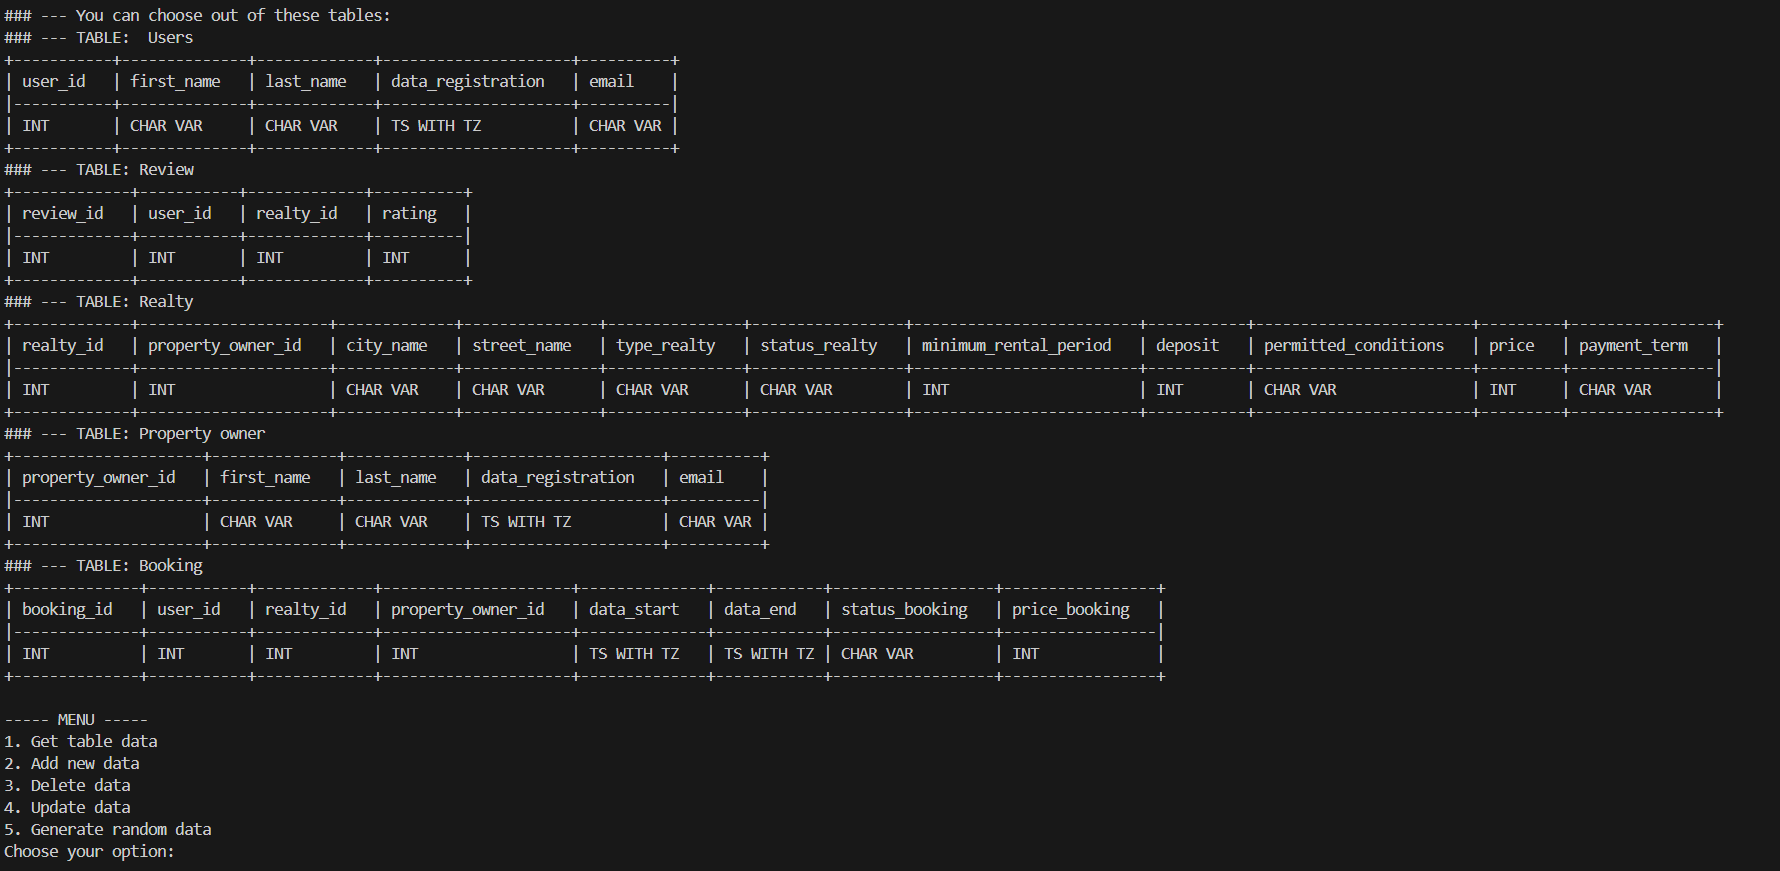 ### --- You can choose out of these tables:
### --- TABLE:  Users
+-----------+--------------+-------------+---------------------+----------+
| user_id   | first_name   | last_name   | data_registration   | email    |
|-----------+--------------+-------------+---------------------+----------|
| INT       | CHAR VAR     | CHAR VAR    | TS WITH TZ          | CHAR VAR |
+-----------+--------------+-------------+---------------------+----------+
### --- TABLE: Review
+-------------+-----------+-------------+----------+
| review_id   | user_id   | realty_id   | rating   |
|-------------+-----------+-------------+----------|
| INT         | INT       | INT         | INT      |
+-------------+-----------+-------------+----------+
### --- TABLE: Realty
+-------------+---------------------+-------------+---------------+---------------+-----------------+-------------------------+-----------+------------------------+---------+----------------+
| realty_id   | property_owner_id   | city_name   | street_name   | type_realty   | status_realty   | minimum_rental_period   | deposit   | permitted_conditions   | price   | payment_term   |
|-------------+---------------------+-------------+---------------+---------------+-----------------+-------------------------+-----------+------------------------+---------+----------------|
| INT         | INT                 | CHAR VAR    | CHAR VAR      | CHAR VAR      | CHAR VAR        | INT                     | INT       | CHAR VAR               | INT     | CHAR VAR       |
+-------------+---------------------+-------------+---------------+---------------+-----------------+-------------------------+-----------+------------------------+---------+----------------+
### --- TABLE: Property owner
+---------------------+--------------+-------------+---------------------+----------+
| property_owner_id   | first_name   | last_name   | data_registration   | email    |
|---------------------+--------------+-------------+---------------------+----------|
| INT                 | CHAR VAR     | CHAR VAR    | TS WITH TZ          | CHAR VAR |
+---------------------+--------------+-------------+---------------------+----------+
### --- TABLE: Booking
+--------------+-----------+-------------+---------------------+--------------+------------+------------------+-----------------+
| booking_id   | user_id   | realty_id   | property_owner_id   | data_start   | data_end   | status_booking   | price_booking   |
|--------------+-----------+-------------+---------------------+--------------+------------+------------------+-----------------|
| INT          | INT       | INT         | INT                 | TS WITH TZ   | TS WITH TZ | CHAR VAR         | INT             |
+--------------+-----------+-------------+---------------------+--------------+------------+------------------+-----------------+
----- MENU -----
1. Get table data
2. Add new data
3. Delete data
4. Update data
5. Generate random data
Choose your option: